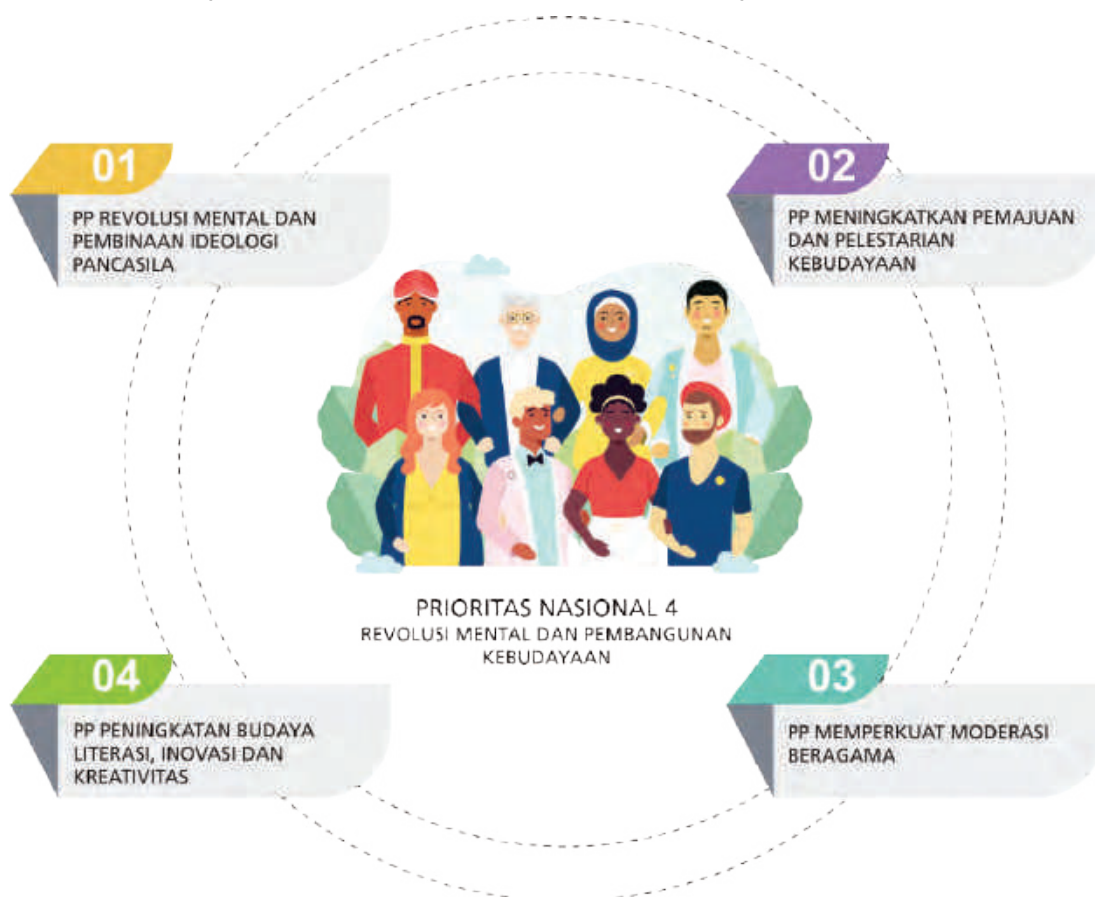 01
PP REVOLUSI MENTAL DAN
PEMBINAAN IDEOLOGI
PANCASILA
02
PP MENINGKATKAN PEMAJUAN
DAN PELESTARIAN
KEBUDAYAAN
PRIORITAS NASIONAL 4
REVOLUSI MENTAL DAN PEMBANGUNAN
KEBUDAYAAN
04
PP PENINGKATAN BUDAYA
LITERASI, INOVASI DAN
KREATIVITAS
03
PP MEMPERKUAT MODERASI
BERAGAMA